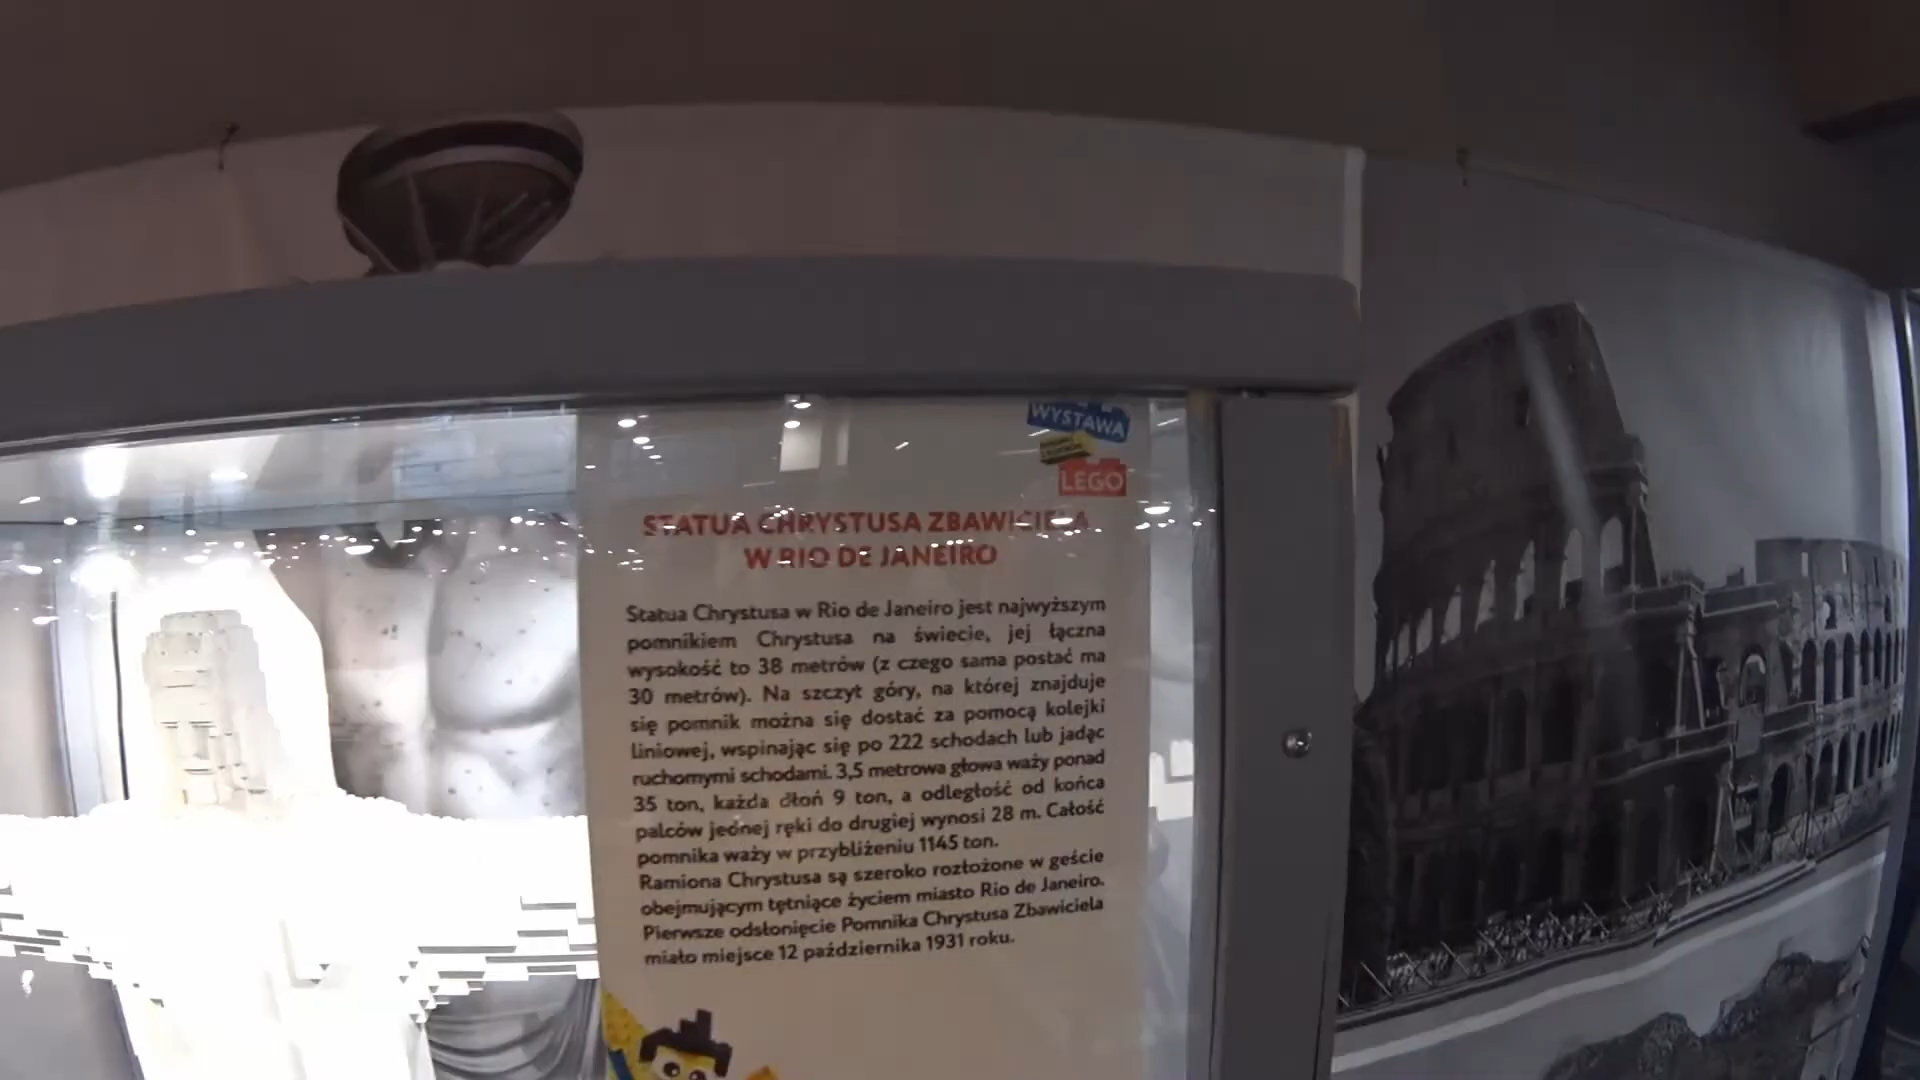 WYSTAWA
LEGO
STATUA CHRYSTUSA ZBAWICIELA
W RIO DE JANEIRO
Statua Chrystusa w Rio de Janeiro jest najwyższym
pomnikiem Chrystusa na świecie, jej łączna
wysokość to 38 metrów (z czego sama postać ma
30 metrów). Na szczyt góry, na której znajduje
się pomnik można się dostać za pomocą kolejki
liniowej, wspinając się po 222 schodach lub jadąc
ruchomymi schodami. 3,5 metrowa głowa waży ponad
35 ton, każda dłoń 9 ton, a odległość od końca
palców jednej ręki do drugiej wynosi 28 m. Całość
pomnika waży w przybliżeniu 1145 ton.
Ramiona Chrystusa są szeroko rozłożone w geście
obejmującym tętniące życiem miasto Rio de Janeiro.
Pierwsze odsłonięcie Pomnika Chrystusa Zbawiciela
miało miejsce 12 października 1931 roku.